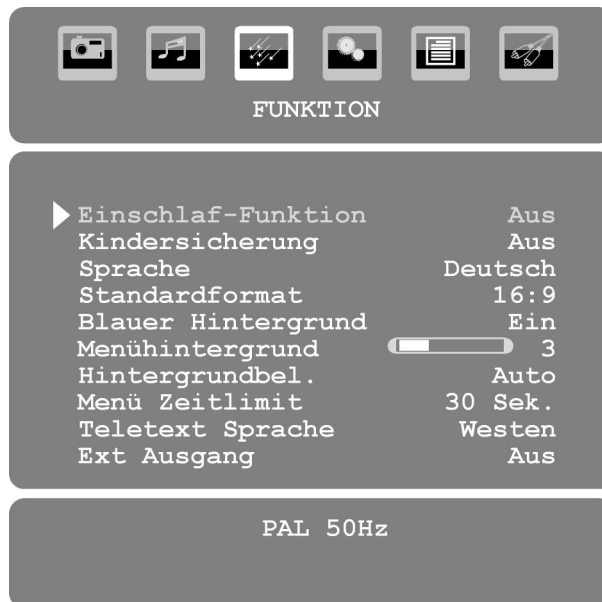 FUNKTION
Einschlaf-Funktion Aus
Kindersicherung Aus
Sprache Deutsch
Standardformat 16:9
Blauer Hintergrund Ein
Menühintergrund 3
Hintergrundbel. Auto
Menü Zeitlimit 30 Sek.
Teletext Sprache Westen
Ext Ausgang Aus
PAL 50Hz